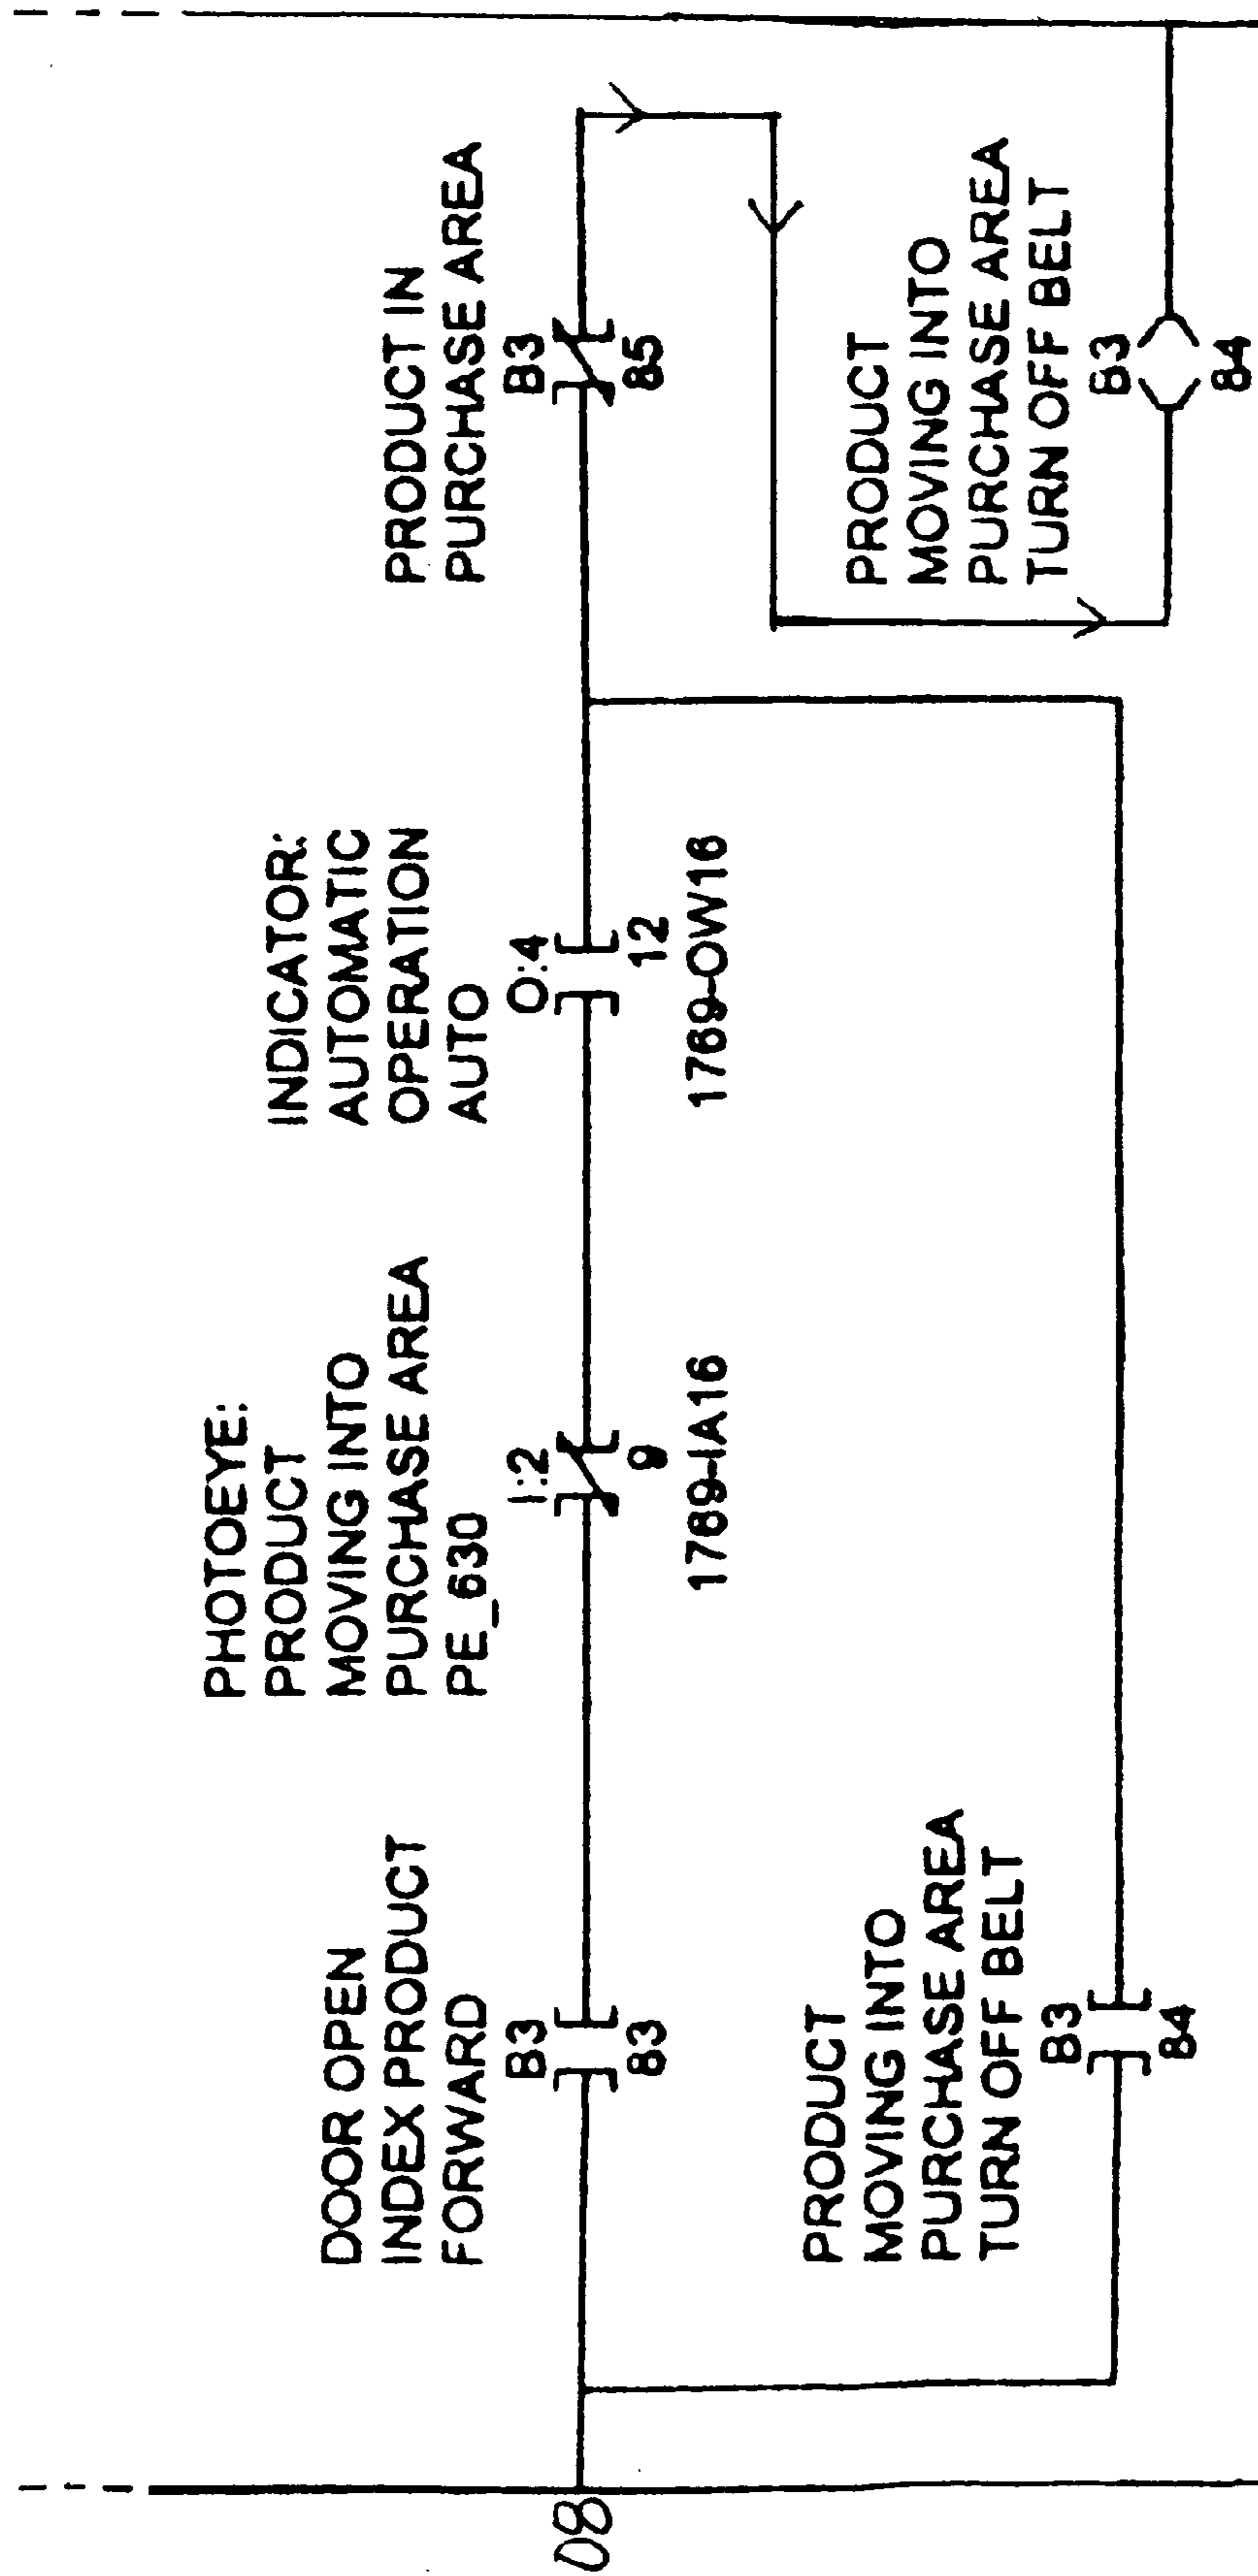 08
DOOR OPEN
INDEX PRODUCT
FORWARD
B3
83
PHOTOEYE:
PRODUCT
MOVING INTO
PURCHASE AREA
PE_630
I:2
9
1769-IA16
INDICATOR:
AUTOMATIC
OPERATION
AUTO
O:4
12
1769-OW16
PRODUCT IN
PURCHASE AREA
B3
85
PRODUCT
MOVING INTO
PURCHASE AREA
TURN OFF BELT
B3
84
PRODUCT
MOVING INTO
PURCHASE AREA
TURN OFF BELT
B3
84